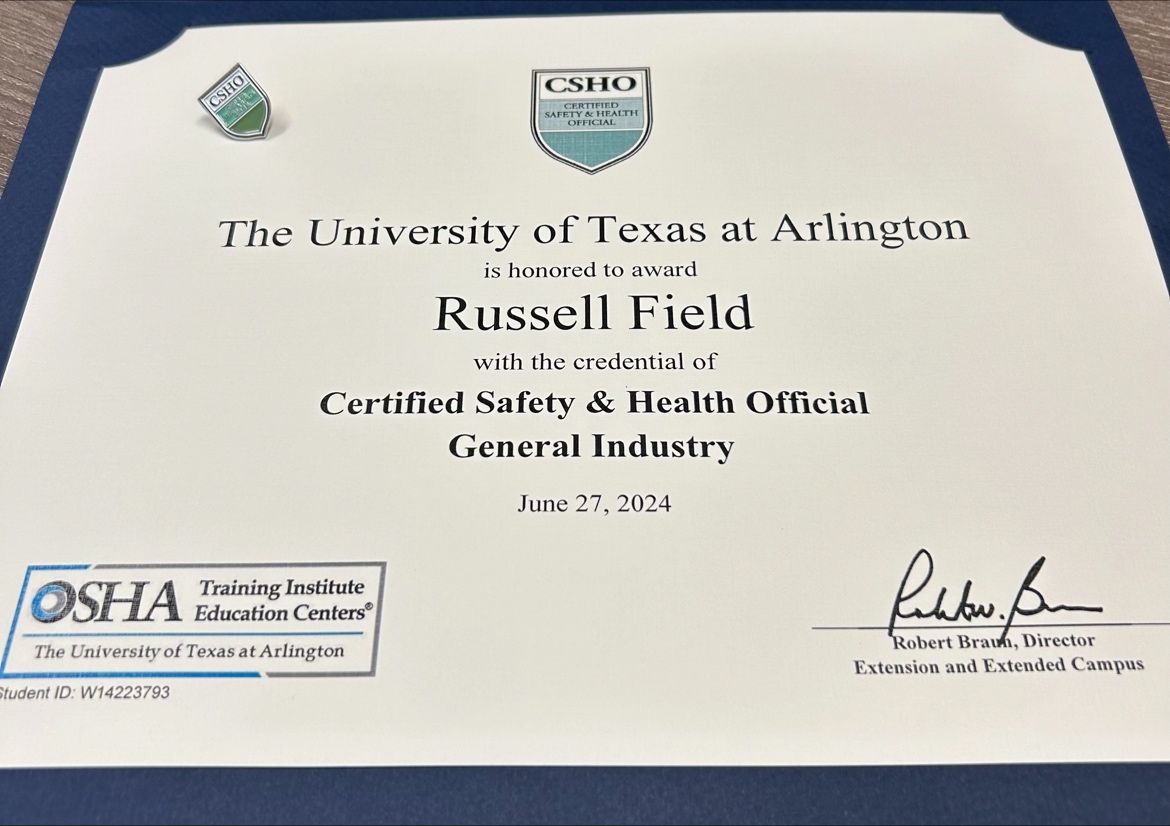 CSHO
CSHO
CERTIFIED
SAFETY & HEALTH
OFFICIAL
The University of Texas at Arlington
is honored to award
Russell Field
with the credential of
Certified Safety & Health Official
General Industry
June 27, 2024
OSHA Training Institute
Education Centers®
The University of Texas at Arlington
Student ID: W14223793
Robert Braun, Director
Extension and Extended Campus